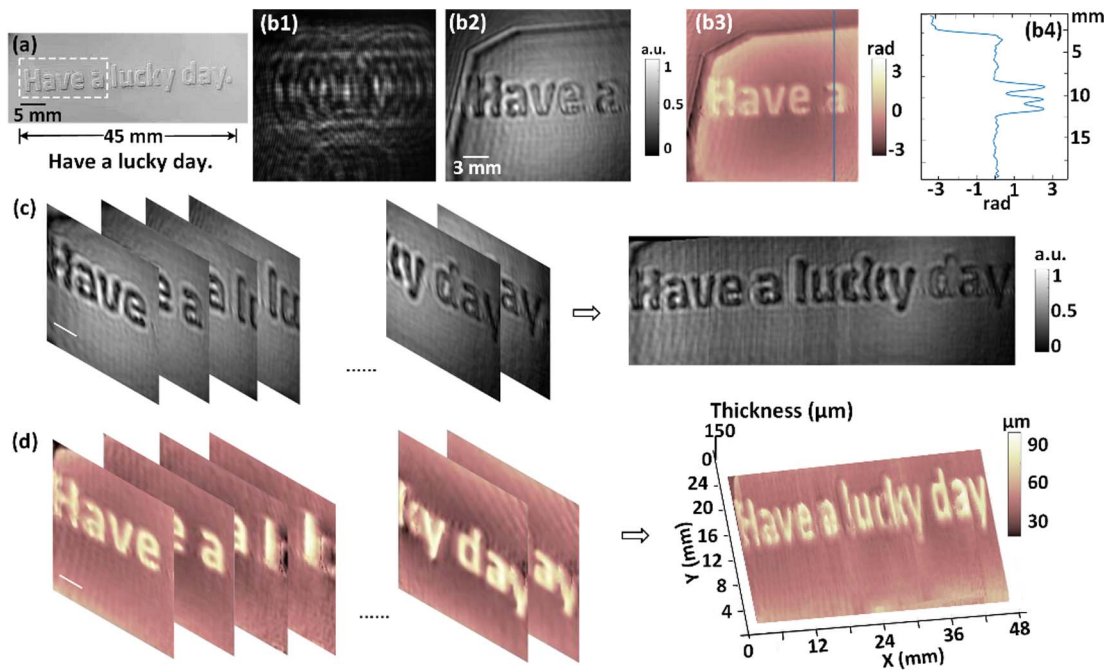 (a)
Have a lucky day.
5 mm
45 mm
Have a lucky day.
(b1)
(b2)
Have a
3 mm
a.u.
1
0.5
0
(b3)
Have a
rad
3
0
-3
(b4)
mm
5
10
15
-3
-1
1
3
rad
(c)
Have
e a
a lu
lu
......
ky day
ay
Have a lucky day
a.u.
1
0.5
0
(d)
Have
e a
a l
......
ky day
ay
Thickness (μm)
150
0
24
20
16
12
8
4
Y (mm)
Have a lucky day
0
12
24
36
48
X (mm)
μm
90
60
30